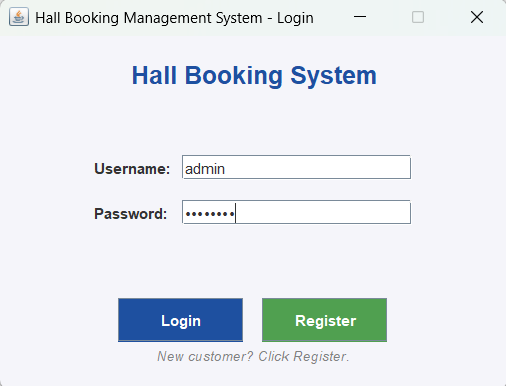 Hall Booking Management System - Login
Hall Booking System
Username: admin
Password: ••••••••
Login Register
New customer? Click Register.